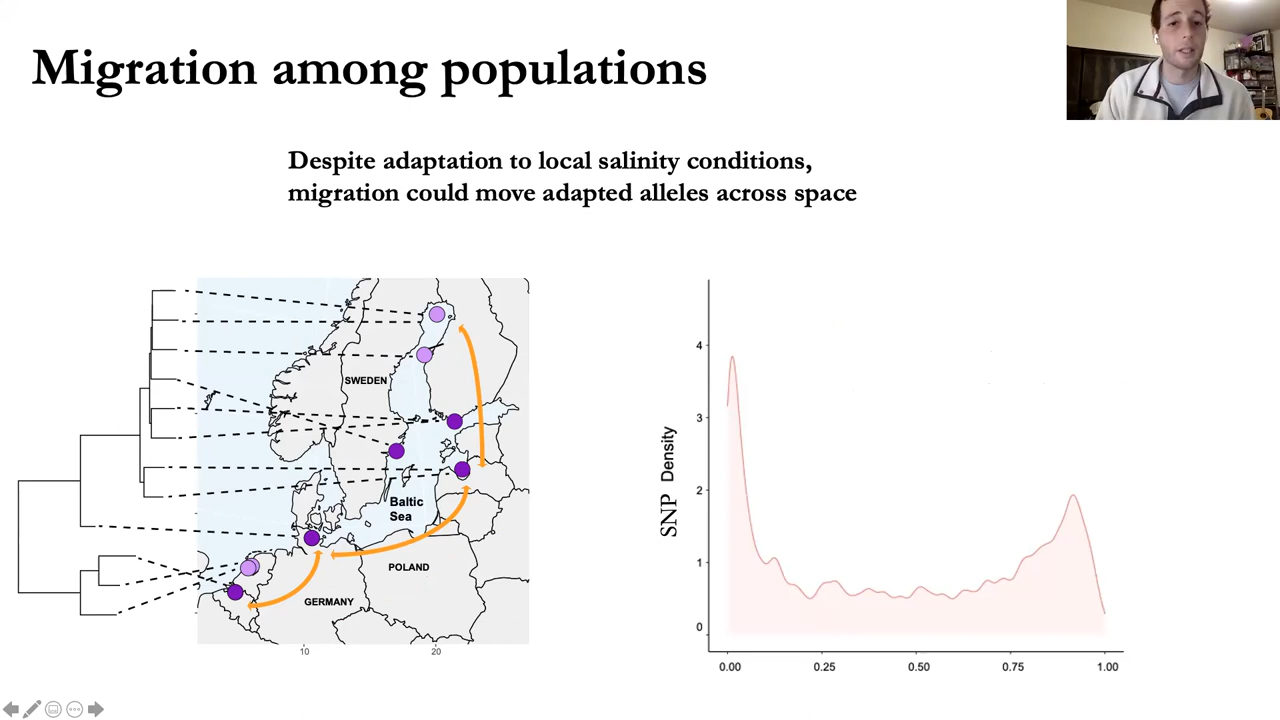 Migration among populations
Despite adaptation to local salinity conditions,
migration could move adapted alleles across space
SWEDEN
Baltic
Sea
POLAND
GERMANY
10
20
SNP Density
4
3
2
1
0
0.00
0.25
0.50
0.75
1.00